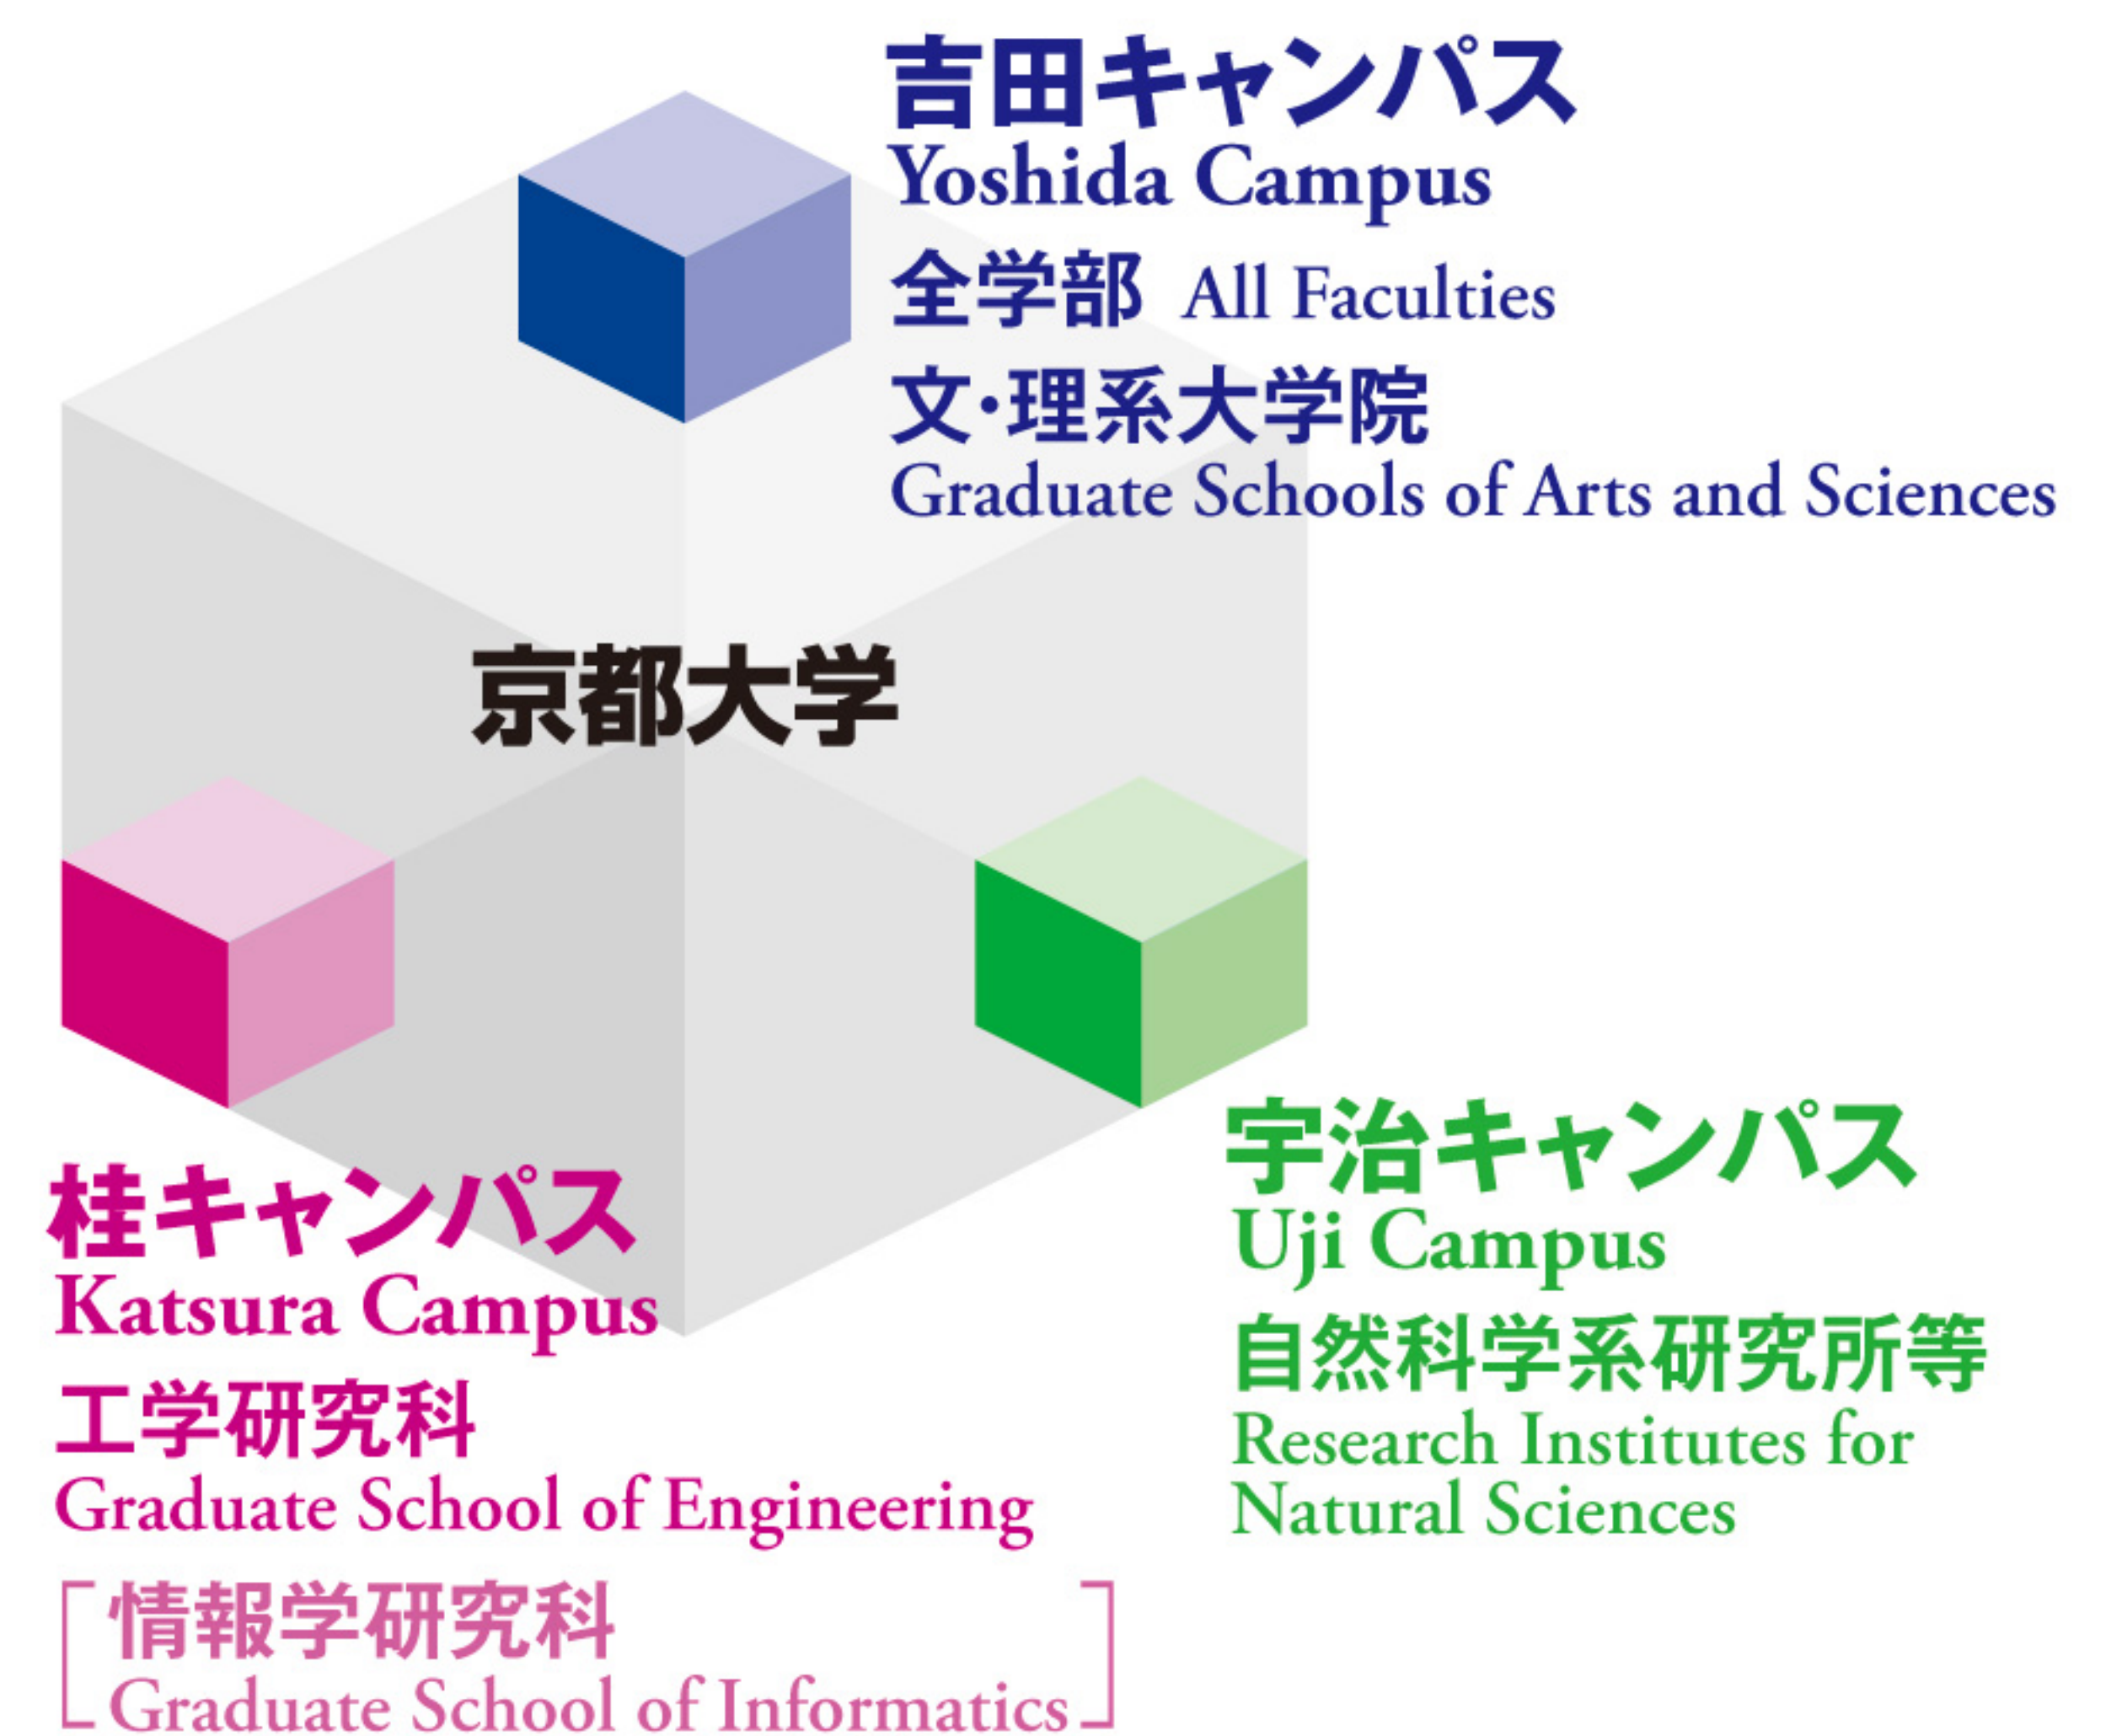 吉田キャンパス
Yoshida Campus
全学部 All Faculties
文・理系大学院
Graduate Schools of Arts and Sciences
京都大学
桂キャンパス
Katsura Campus
工学研究科
Graduate School of Engineering
[情報学研究科
Graduate School of Informatics]
宇治キャンパス
Uji Campus
自然科学系研究所等
Research Institutes for
Natural Sciences